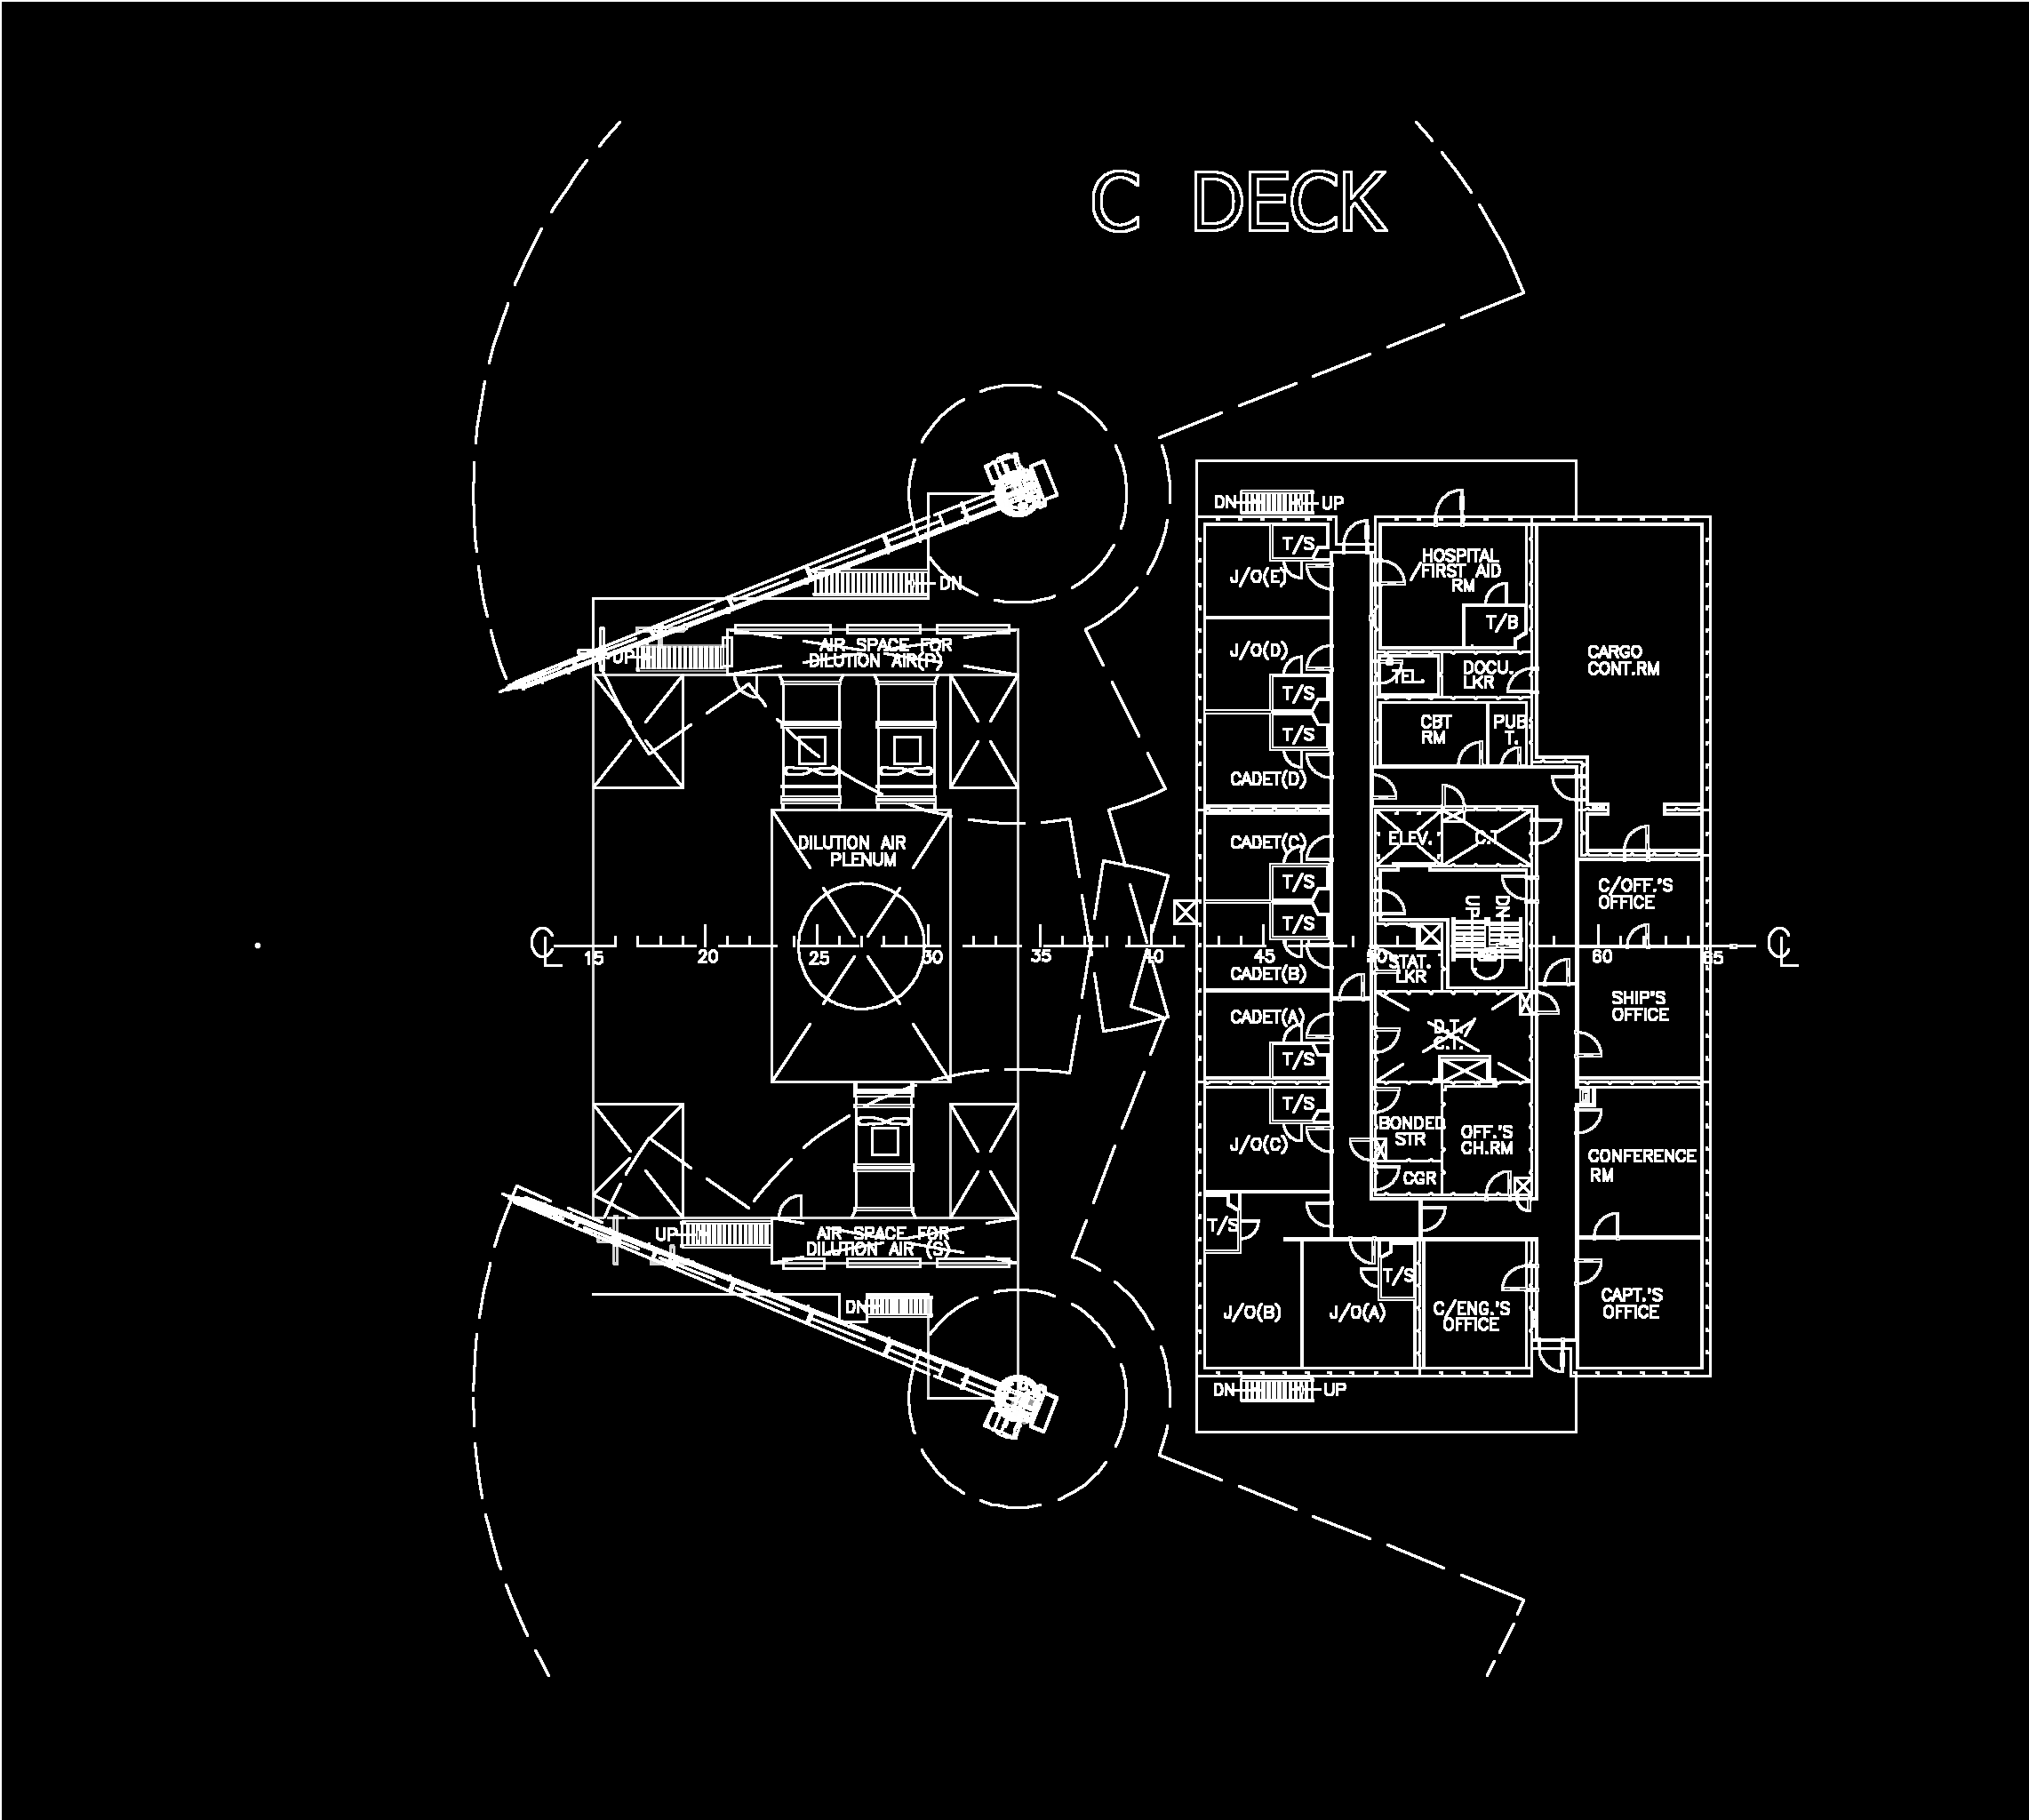 C DECK
DN UP
T/S
HOSPITAL
/FIRST AID
RM
J/O(E)
DN
T/B
AIR SPACE FOR
DILUTION AIR(P)
UP
J/O(D)
CARGO
CONT.RM
TEL.
DOCU.
LKR
T/S
CBT
RM
PUB
T.
T/S
CADET(D)
DILUTION AIR
PLENUM
CADET(C)
ELEV.
C.T
T/S
C/OFF.'S
OFFICE
UP
DN
T/S
15 20 25 30 35 40 45 50 60 65
STAT.
LKR
CADET(B)
SHIP'S
OFFICE
CADET(A)
D.T./
C.T.
T/S
T/S
BONDED
STR
OFF.'S
CH.RM
J/O(C)
CONFERENCE
RM
CGR
T/S
UP
AIR SPACE FOR
DILUTION AIR (S)
T/S
DN
J/O(B)
J/O(A)
C/ENG.'S
OFFICE
CAPT.'S
OFFICE
DN UP